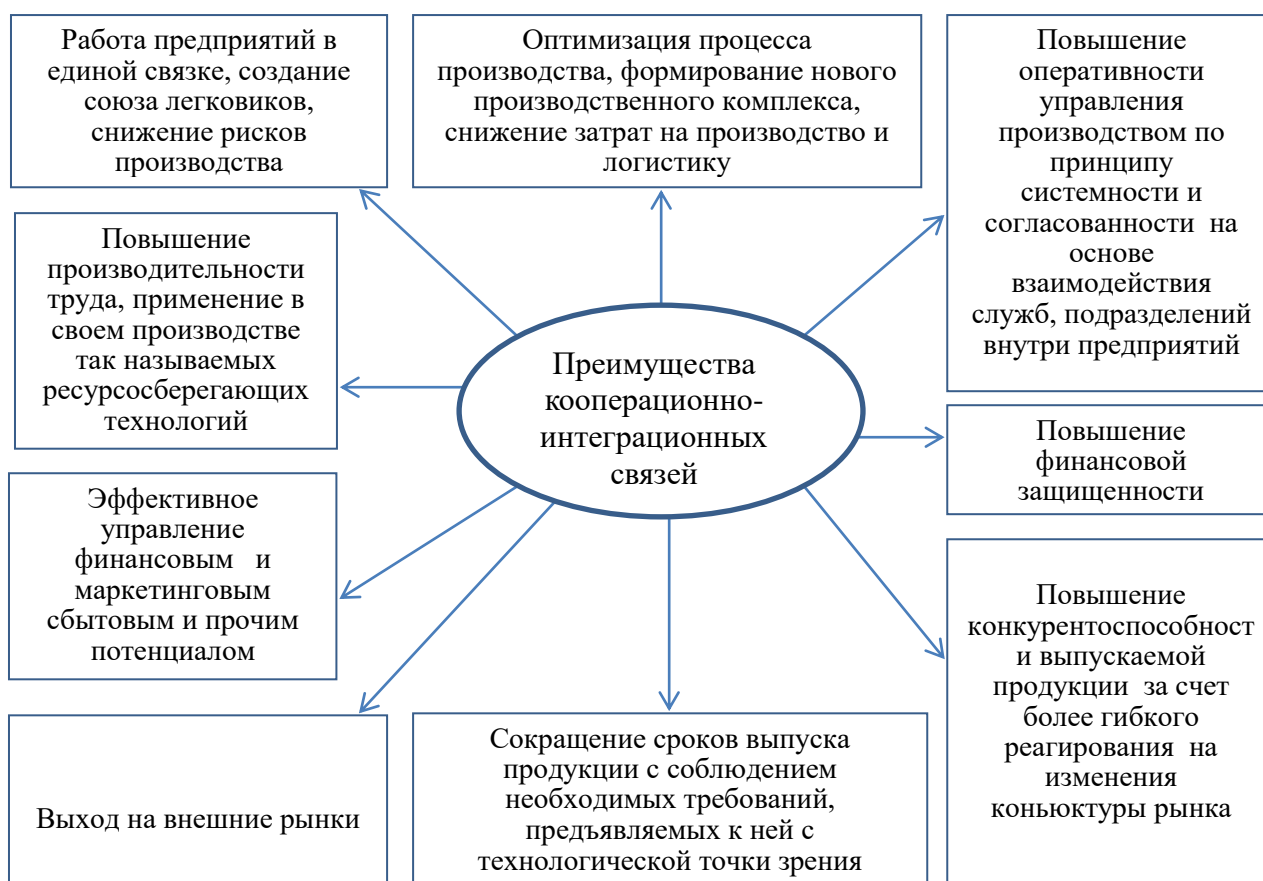 Работа предприятий в
единой связке, создание
союза легковиков,
снижение рисков
производства
Оптимизация процесса
производства, формирование нового
производственного комплекса,
снижение затрат на производство и
логистику
Повышение
оперативности
управления
производством по
принципу
системности и
согласованности на
основе
взаимодействия
служб, подразделений
внутри предприятий
Повышение
производительности
труда, применение в
своем производстве
так называемых
ресурсосберегающих
технологий
Преимущества
кооперационно-
интеграционных
связей
Повышение
финансовой
защищенности
Эффективное
управление
финансовым и
маркетинговым
сбытовым и прочим
потенциалом
Повышение
конкурентоспособност
и выпускаемой
продукции за счет
более гибкого
реагирования на
изменения
коньюктуры рынка
Выход на внешние рынки
Сокращение сроков выпуска
продукции с соблюдением
необходимых требований,
предъявляемых к ней с
технологической точки зрения